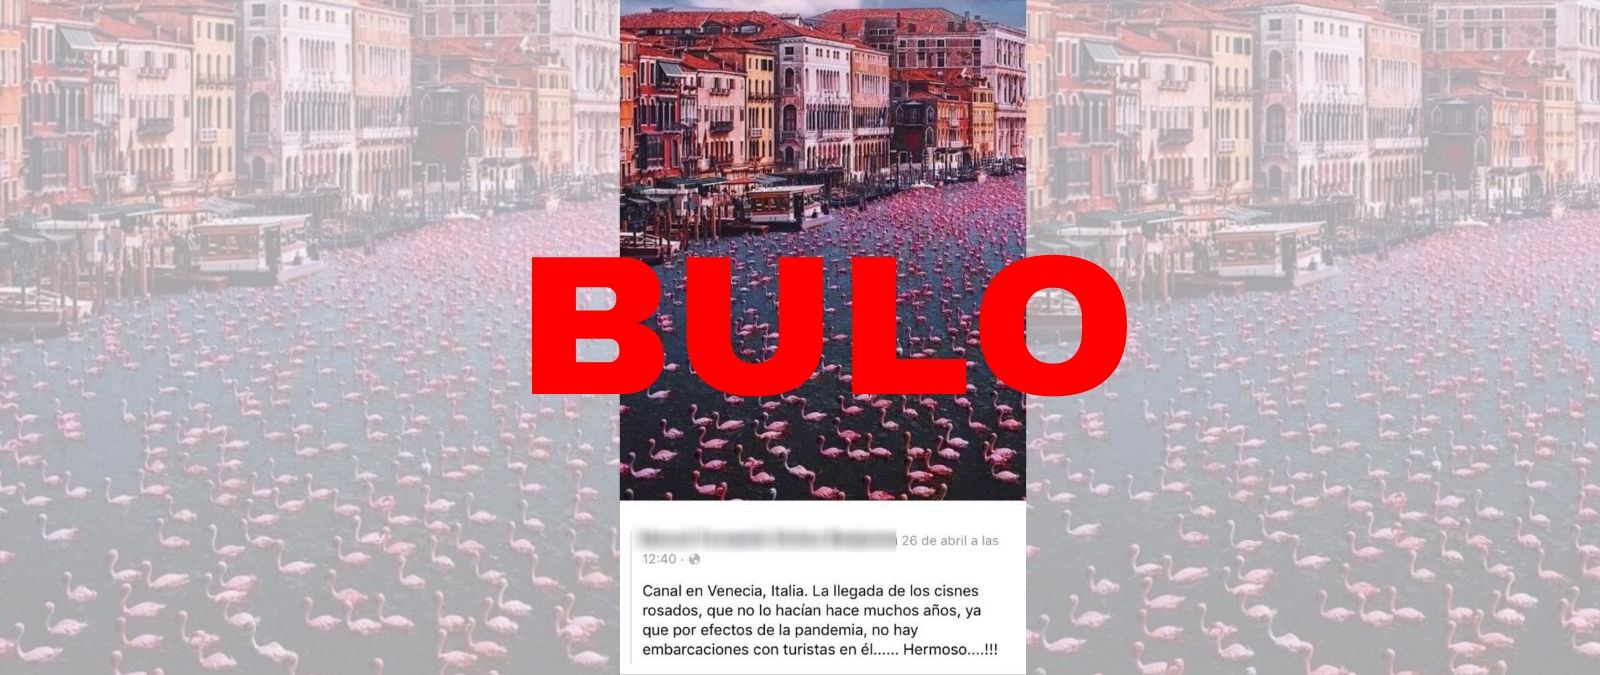 BULO
26 de abril a las
12:40 ·
Canal en Venecia, Italia. La llegada de los cisnes
rosados, que no lo hacían hace muchos años, ya
que por efectos de la pandemia, no hay
embarcaciones con turistas en él...... Hermoso....!!!